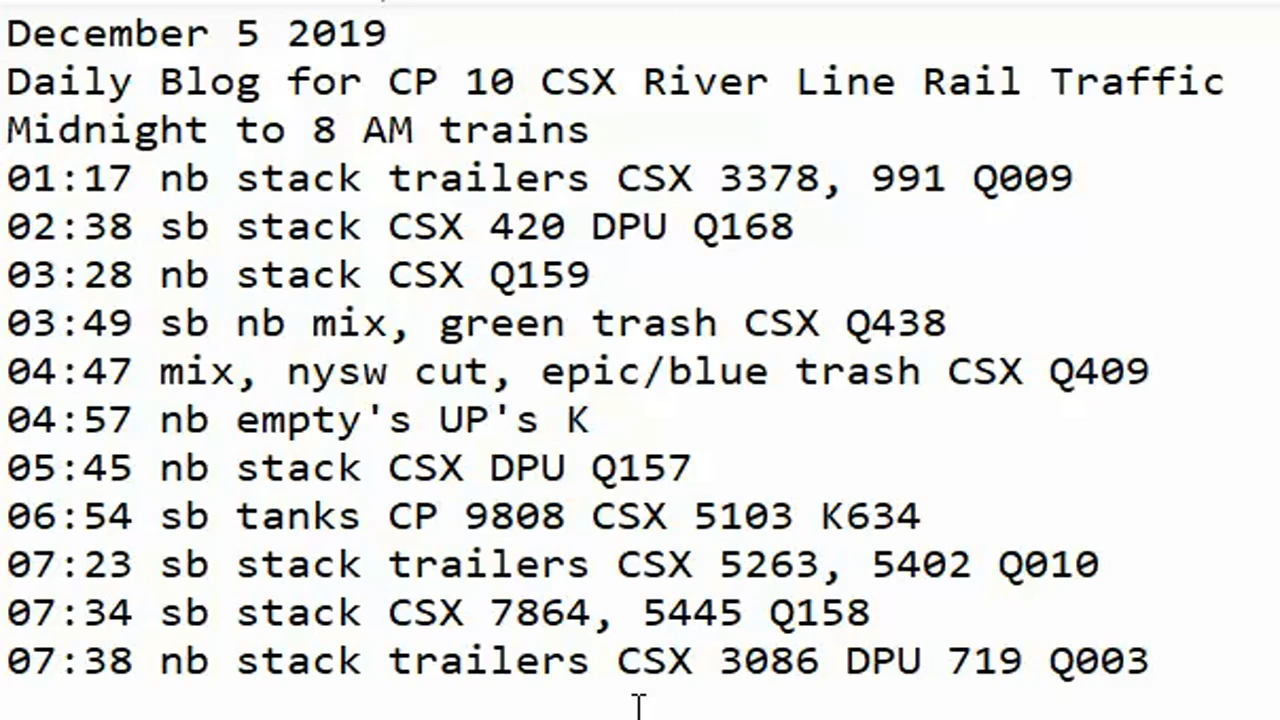 December 5 2019
Daily Blog for CP 10 CSX River Line Rail Traffic
Midnight to 8 AM trains
01:17 nb stack trailers CSX 3378, 991 Q009
02:38 sb stack CSX 420 DPU Q168
03:28 nb stack CSX Q159
03:49 sb nb mix, green trash CSX Q438
04:47 mix, nysw cut, epic/blue trash CSX Q409
04:57 nb empty's UP's K
05:45 nb stack CSX DPU Q157
06:54 sb tanks CP 9808 CSX 5103 K634
07:23 sb stack trailers CSX 5263, 5402 Q010
07:34 sb stack CSX 7864, 5445 Q158
07:38 nb stack trailers CSX 3086 DPU 719 Q003